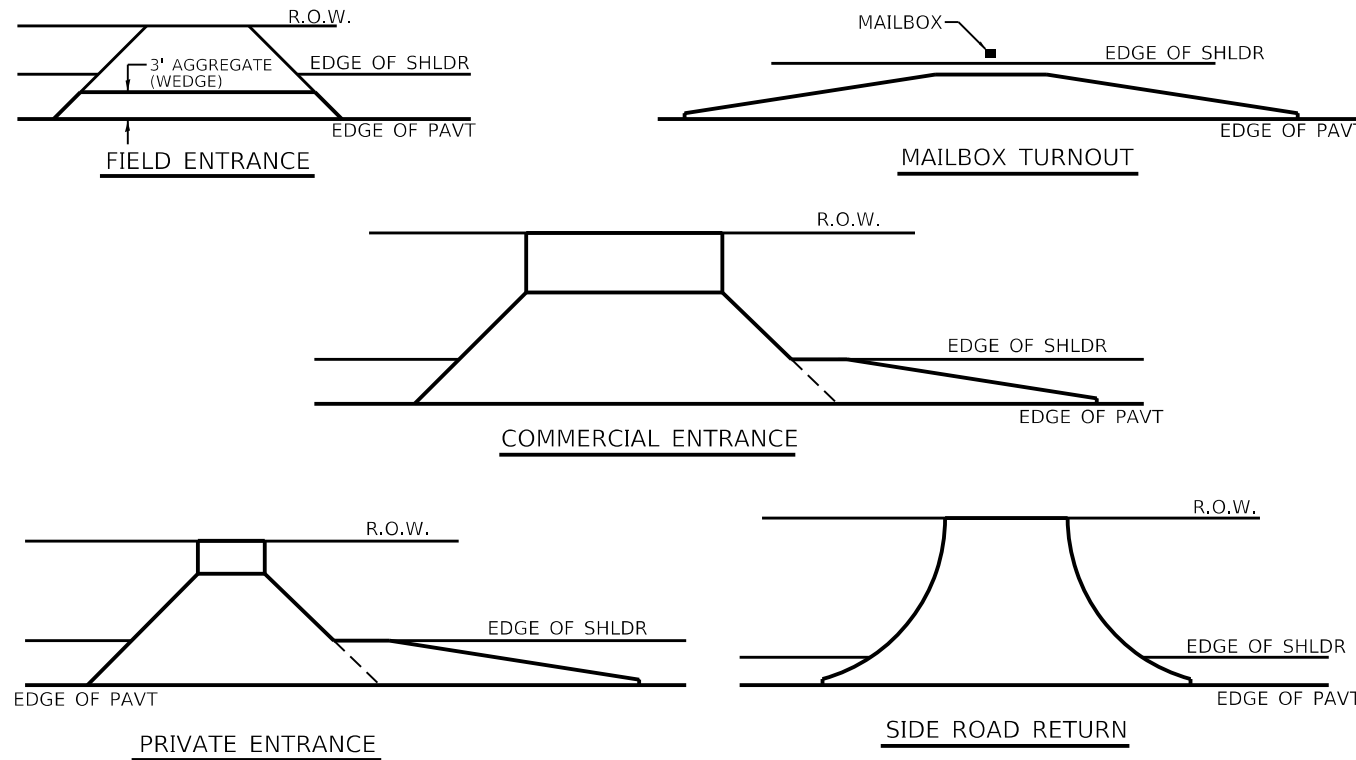 R.O.W.
3' AGGREGATE
(WEDGE)
EDGE OF SHLDR
EDGE OF PAVT
FIELD ENTRANCE
MAILBOX
EDGE OF SHLDR
EDGE OF PAVT
MAILBOX TURNOUT
R.O.W.
EDGE OF SHLDR
EDGE OF PAVT
COMMERCIAL ENTRANCE
R.O.W.
EDGE OF SHLDR
EDGE OF PAVT
PRIVATE ENTRANCE
R.O.W.
EDGE OF SHLDR
EDGE OF PAVT
SIDE ROAD RETURN